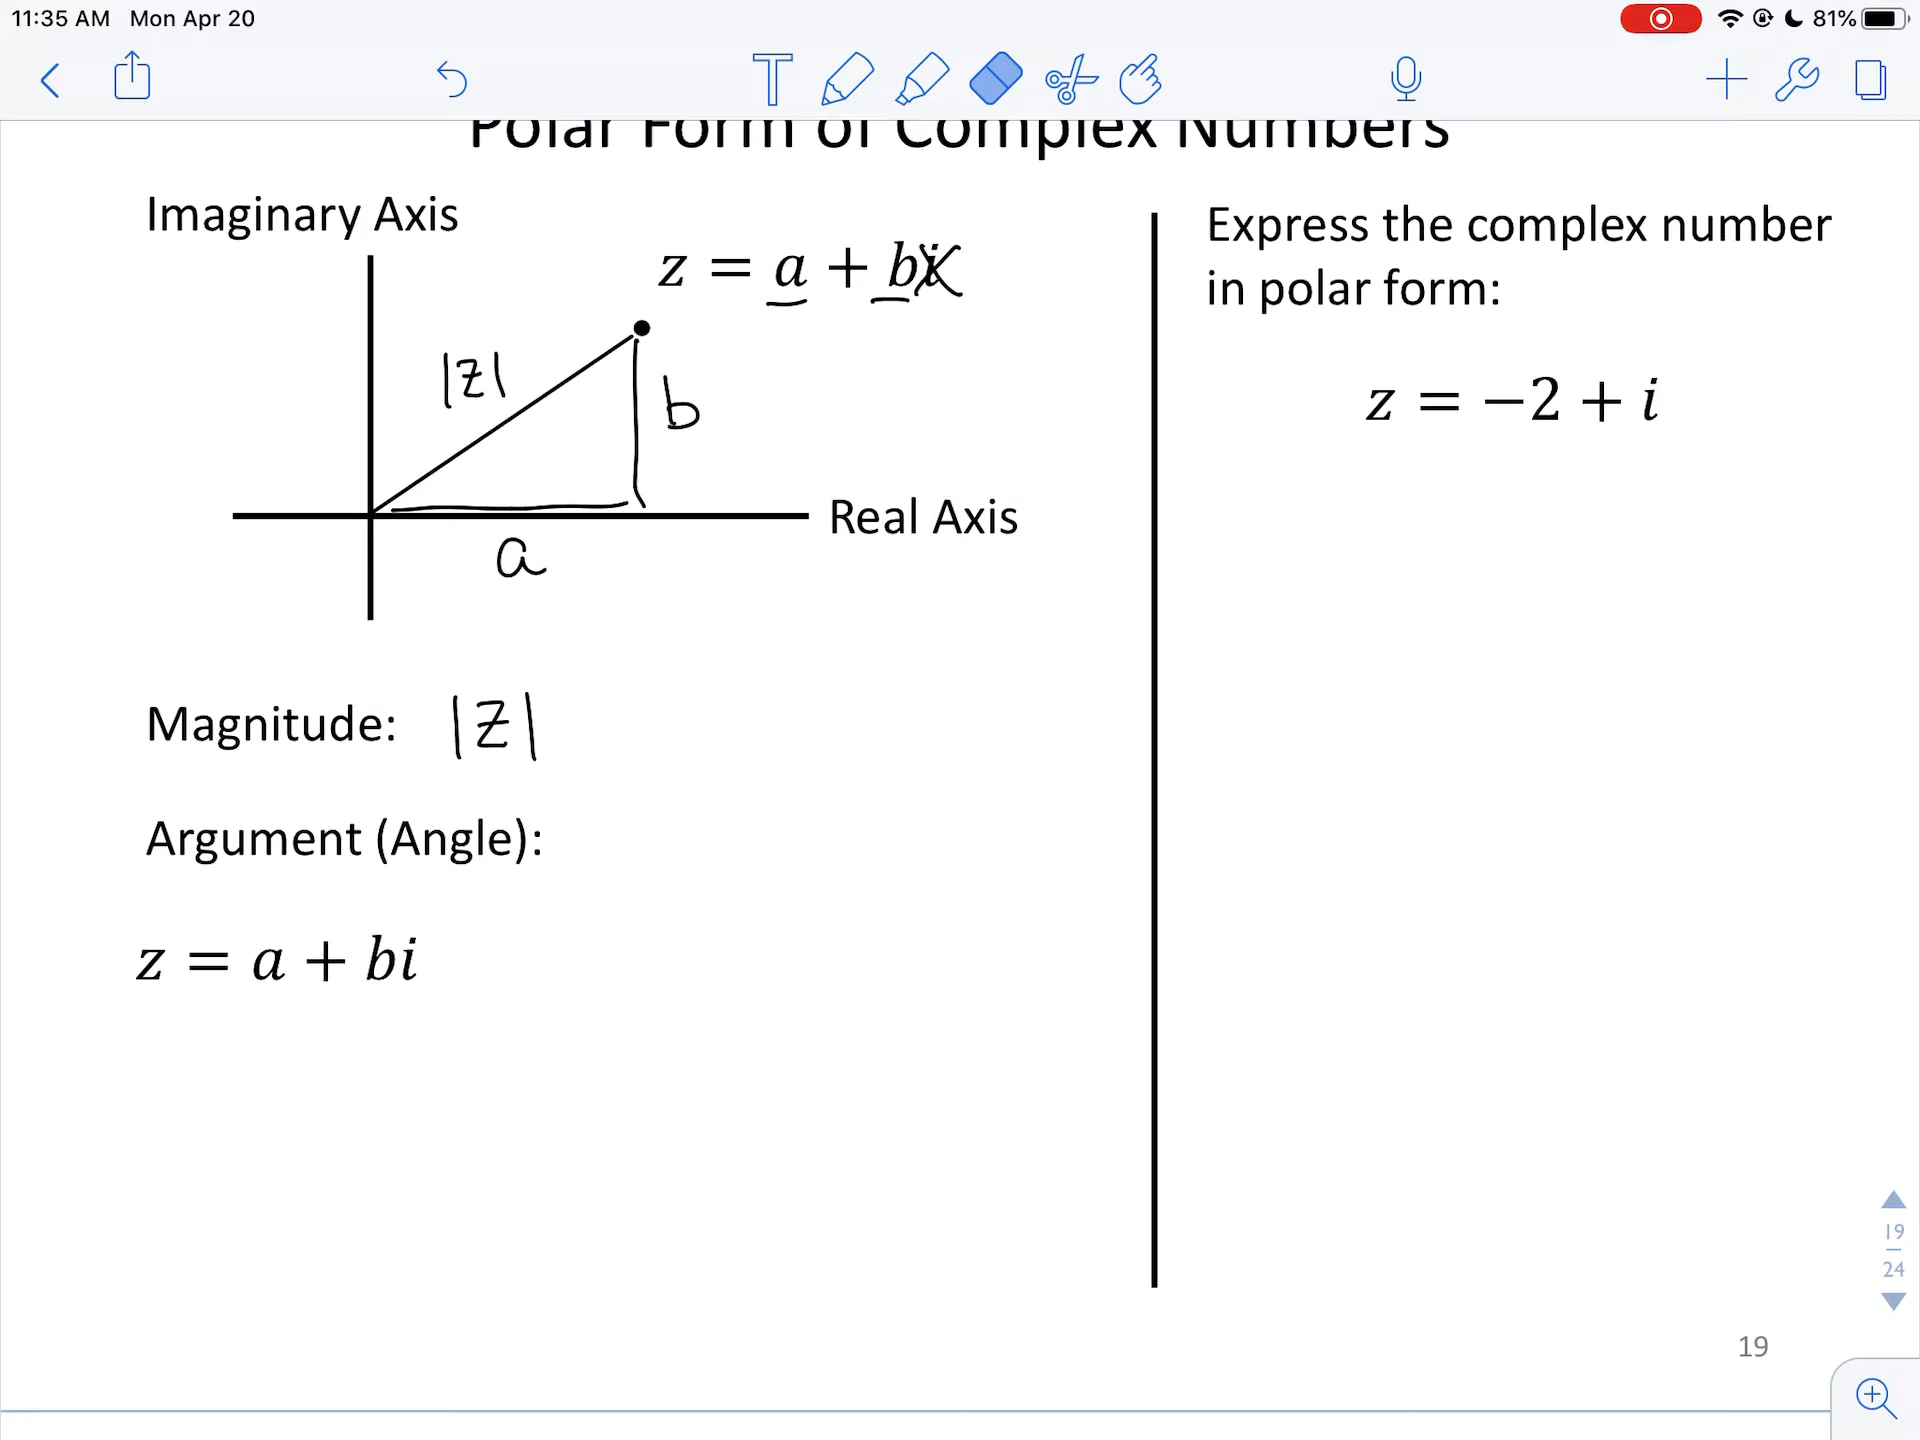 11:35 AM Mon Apr 20
81%
T
Polar Form of Complex Numbers
Imaginary Axis
z = a + bi
|z|
b
Real Axis
a
Magnitude: |z|
Argument (Angle):
z = a + bi
Express the complex number
in polar form:
z = −2 + i
19
24
19